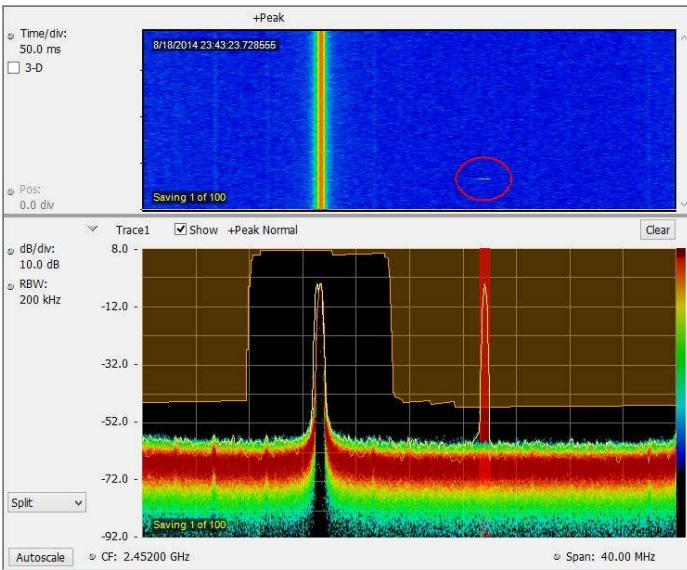 +Peak
Time/div:
50.0 ms
3-D
8/18/2014 23:43:23.728555
Pos:
0.0 div
Saving 1 of 100
Trace1 Show +Peak Normal Clear
dB/div:
10.0 dB
RBW:
200 kHz
8.0
-12.0
-32.0
-52.0
-72.0
-92.0
Split
Saving 1 of 100
Autoscale CF: 2.45200 GHz Span: 40.00 MHz